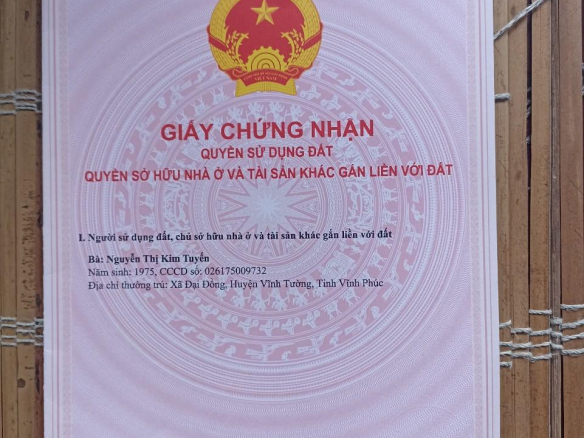 VIỆT NAM
GIẤY CHỨNG NHẬN
QUYỀN SỬ DỤNG ĐẤT
QUYỀN SỞ HỮU NHÀ Ở VÀ TÀI SẢN KHÁC GẮN LIỀN VỚI ĐẤT
I. Người sử dụng đất, chủ sở hữu nhà ở và tài sản khác gắn liền với đất
Bà: Nguyễn Thị Kim Tuyến
Năm sinh: 1975, CCCD số: 026175009732
Địa chỉ thường trú: Xã Đại Đồng, Huyện Vĩnh Tường, Tỉnh Vĩnh Phúc